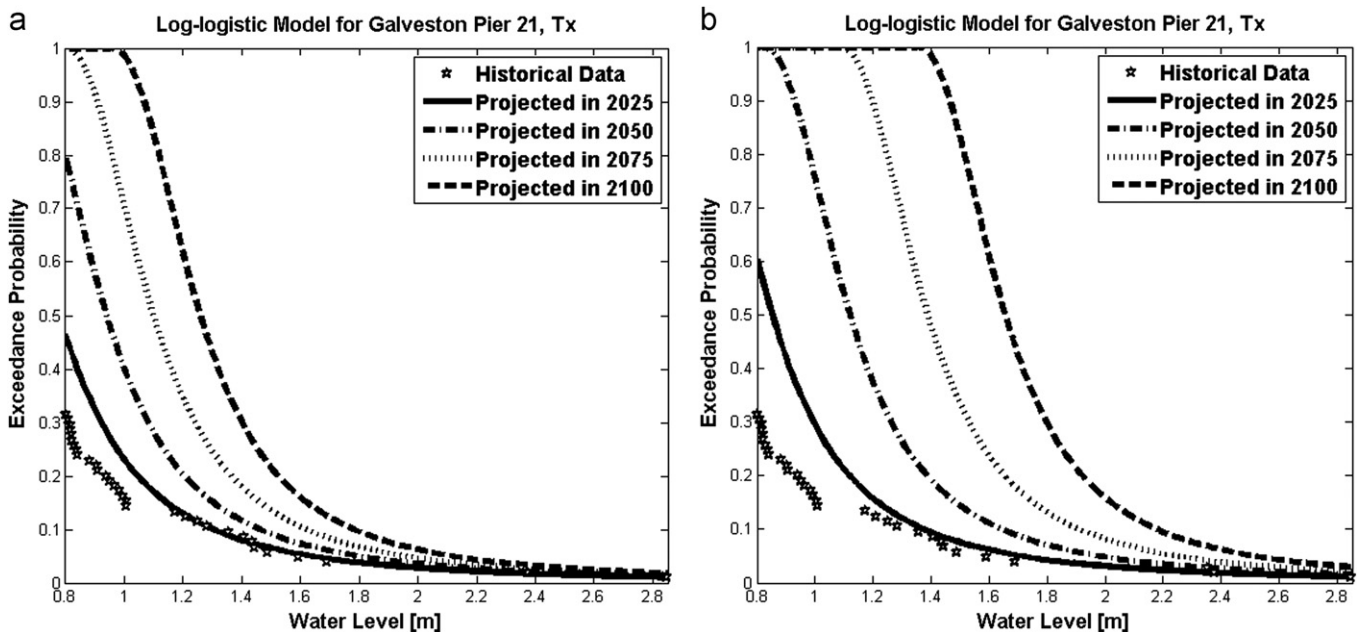 a
Log-logistic Model for Galveston Pier 21, Tx
Exceedance Probability
1
0.9
0.8
0.7
0.6
0.5
0.4
0.3
0.2
0.1
0
Historical Data
Projected in 2025
Projected in 2050
Projected in 2075
Projected in 2100
0.8 1 1.2 1.4 1.6 1.8 2 2.2 2.4 2.6 2.8
Water Level [m]
b
Log-logistic Model for Galveston Pier 21, Tx
Exceedance Probability
1
0.9
0.8
0.7
0.6
0.5
0.4
0.3
0.2
0.1
0
Historical Data
Projected in 2025
Projected in 2050
Projected in 2075
Projected in 2100
0.8 1 1.2 1.4 1.6 1.8 2 2.2 2.4 2.6 2.8
Water Level [m]